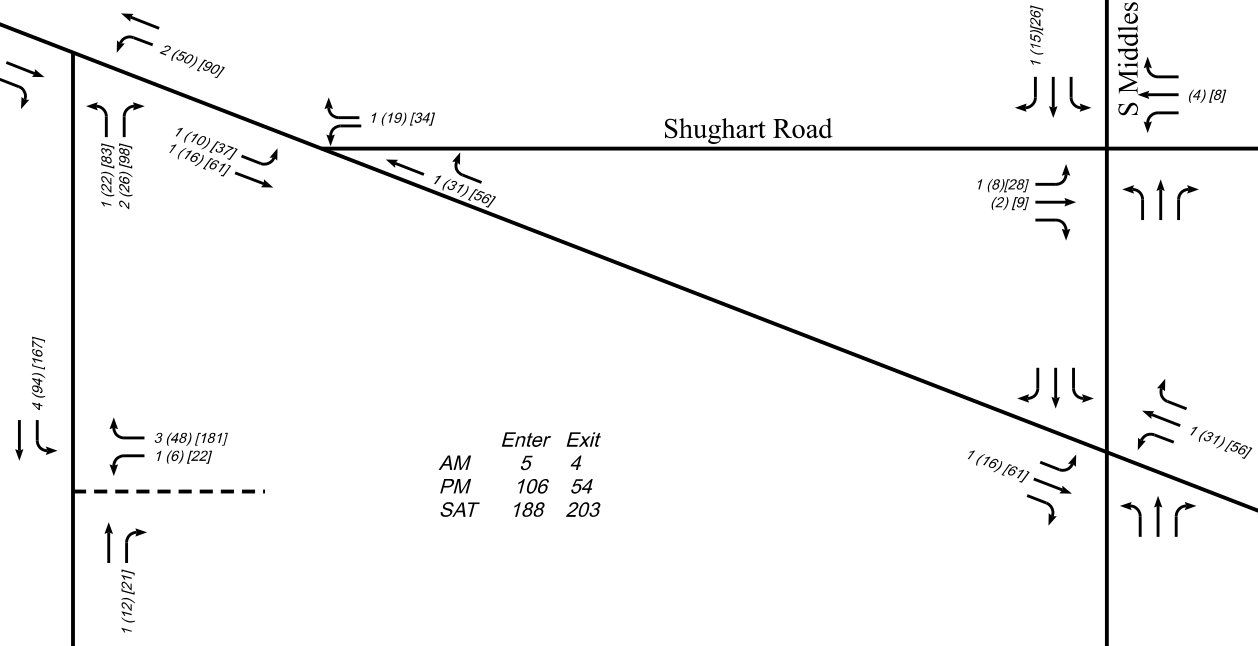 2 (50) [90]
1 (15)[26]
S Middles
(4) [8]
1 (19) [34]
Shughart Road
1 (10) [37]
1 (16) [61]
1 (22) [83]
2 (26) [98]
1 (31) [56]
1 (8)[28]
(2) [9]
4 (94) [167]
3 (48) [181]
1 (6) [22]
Enter Exit
AM 5 4
PM 106 54
SAT 188 203
1 (16) [61]
1 (31) [56]
1 (12) [21]